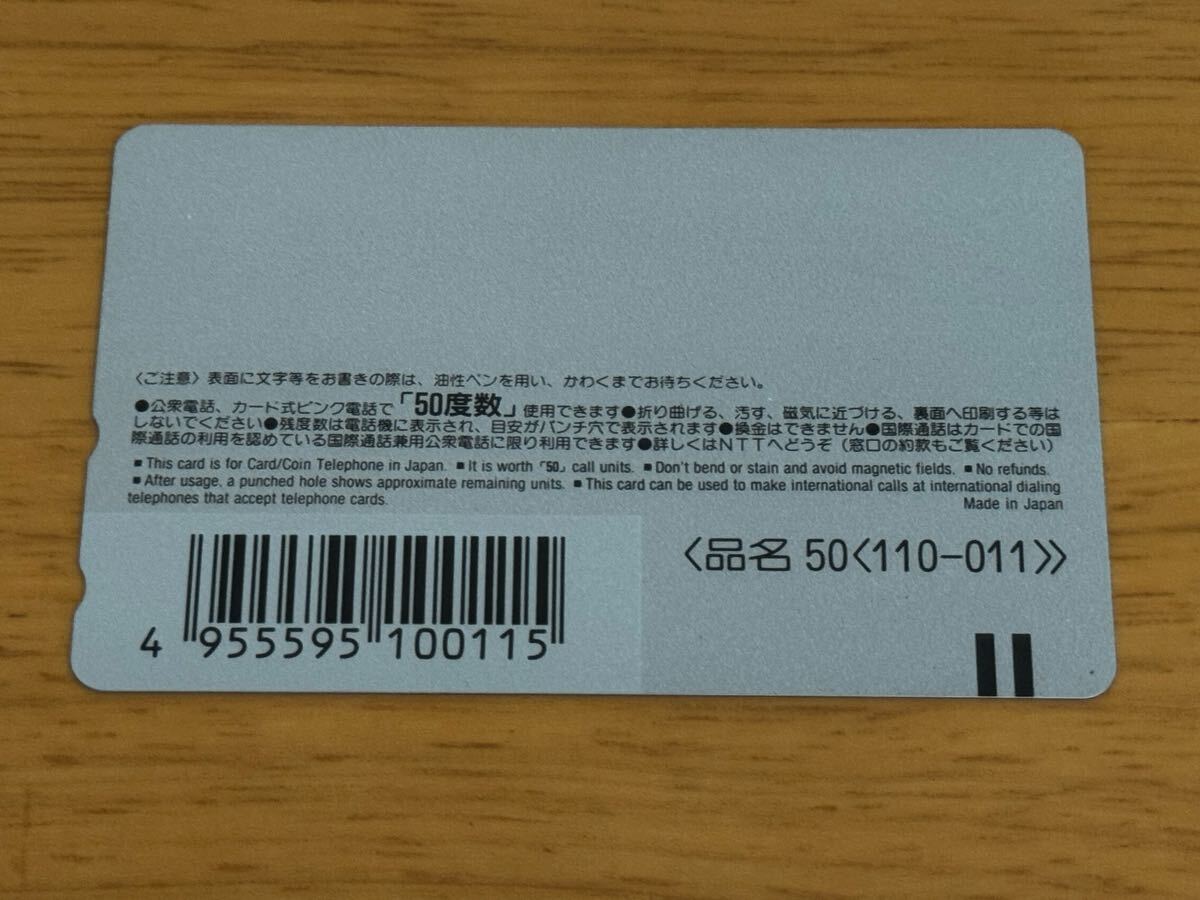 〈ご注意〉表面に文字等をお書きの際は、油性ペンを用い、かわくまでお待ちください。
●公衆電話、カード式ピンク電話で「50度数」使用できます●折り曲げる、汚す、磁気に近づける、裏面へ印刷する等は
しないでください●残度数は電話機に表示され、目安がパンチ穴で表示されます●換金はできません●国際通話はカードでの国
際通話の利用を認めている国際通話兼用公衆電話に限り利用できます●詳しくはNTTへどうぞ（窓口の約款もご覧ください）
■ This card is for Card/Coin Telephone in Japan. ■ It is worth「50」call units. ■ Don't bend or stain and avoid magnetic fields. ■ No refunds.
■ After usage, a punched hole shows approximate remaining units. ■ This card can be used to make international calls at international dialing
telephones that accept telephone cards.
Made in Japan
〈品名 50〈110-011〉〉
4 955595 100115